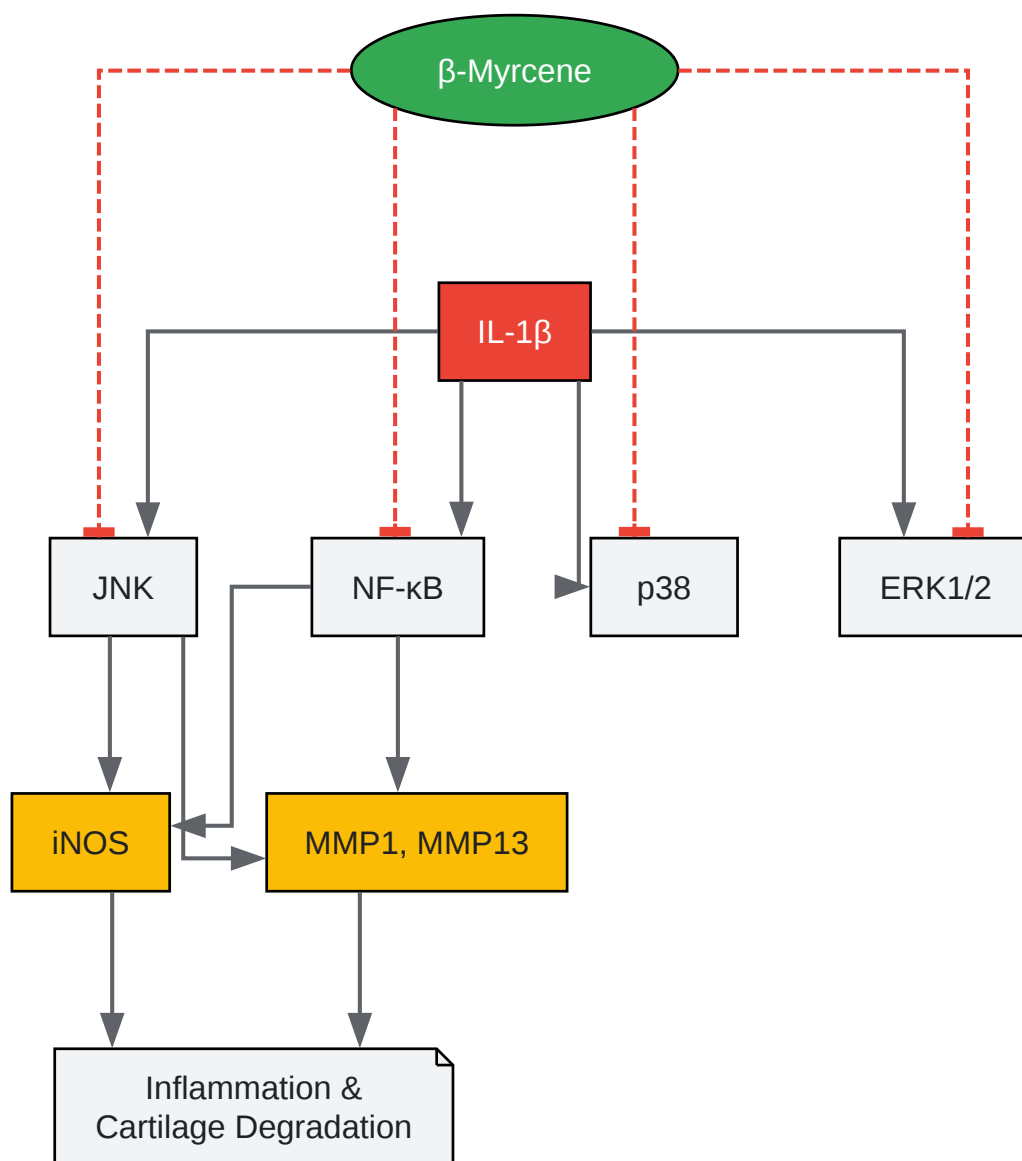 β-Myrcene
IL-1β
JNK
NF-κB
p38
ERK1/2
iNOS
MMP1, MMP13
Inflammation &
Cartilage Degradation